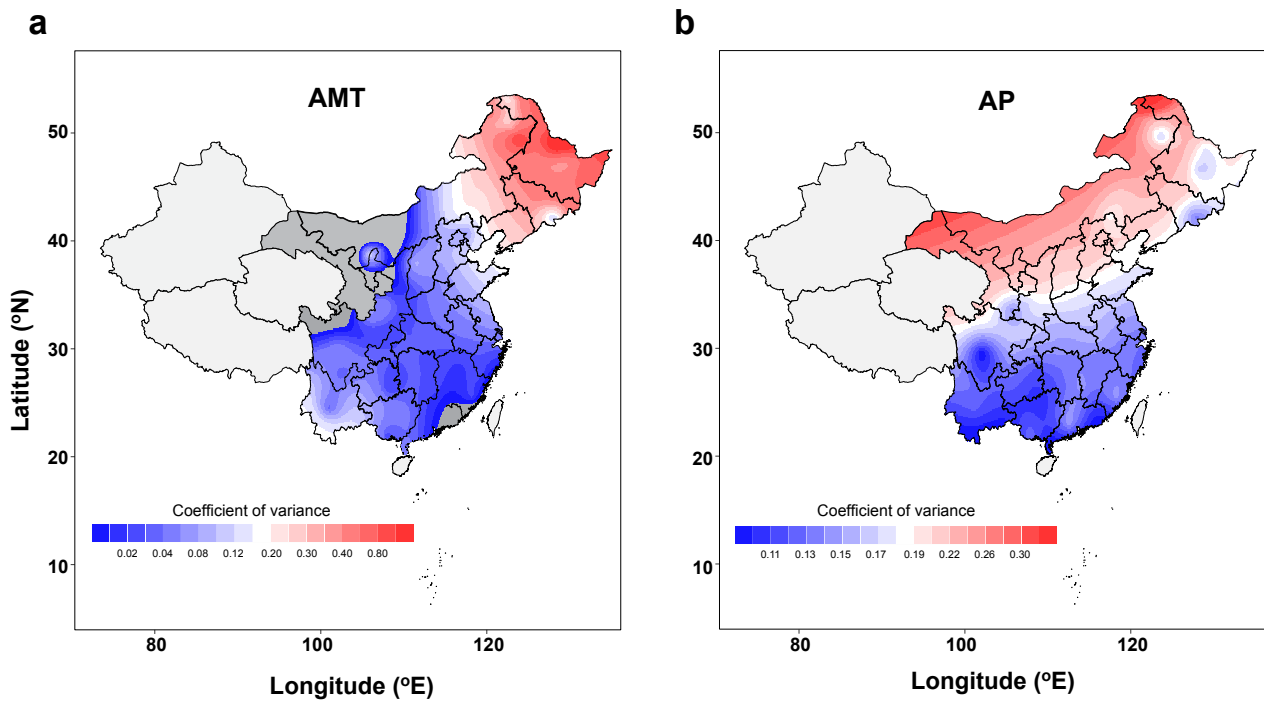 a
AMT
50
40
30
20
10
Latitude (°N)
Coefficient of variance
0.02 0.04 0.08 0.12 0.20 0.30 0.40 0.80
80 100 120
Longitude (°E)
b
AP
50
40
30
20
10
Coefficient of variance
0.11 0.13 0.15 0.17 0.19 0.22 0.26 0.30
80 100 120
Longitude (°E)